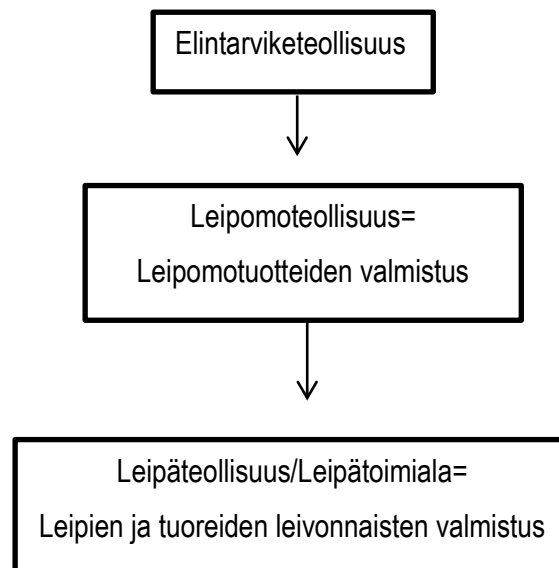 Elintarviketeollisuus
Leipomoteollisuus=
Leipomotuotteiden valmistus
Leipäteollisuus/Leipätoimiala=
Leipien ja tuoreiden leivonnaisten valmistus